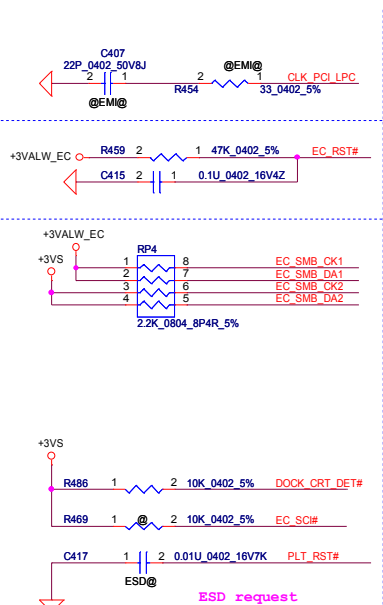 C407
22P_0402_50V8J
@EMI@
2 1 2 1 CLK_PCI_LPC
R454 33_0402_5%
@EMI@
+3VALW_EC R459 2 1 47K_0402_5% EC_RST#
C415 2 1 0.1U_0402_16V4Z
+3VALW_EC
+3VS RP4
1 8 EC_SMB_CK1
2 7 EC_SMB_DA1
3 6 EC_SMB_CK2
4 5 EC_SMB_DA2
2.2K_0804_8P4R_5%
+3VS
R486 1 2 10K_0402_5% DOCK_CRT_DET#
R469 1 @ 2 10K_0402_5% EC_SCI#
C417 1 2 0.01U_0402_16V7K PLT_RST#
ESD@
ESD request